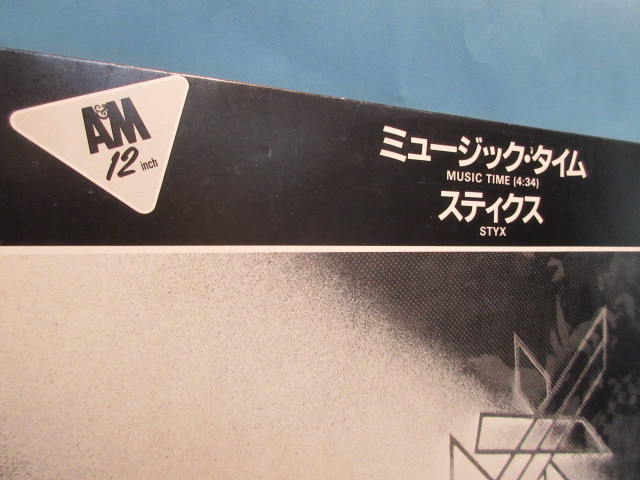 A&M
12 inch
ミュージック・タイム
MUSIC TIME (4:34)
スティクス
STYX